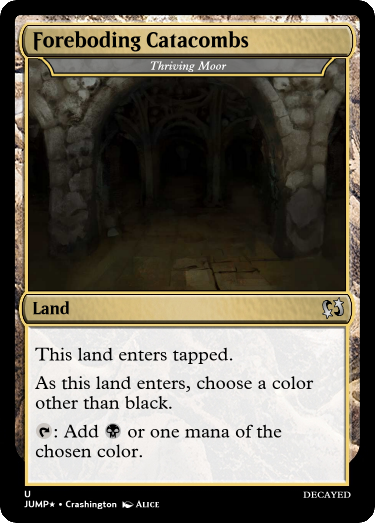 Foreboding Catacombs
Thriving Moor
Land
This land enters tapped.
As this land enters, choose a color
other than black.
: Add or one mana of the
chosen color.
U
DECAYED
JUMP★ • Crashington ALICE